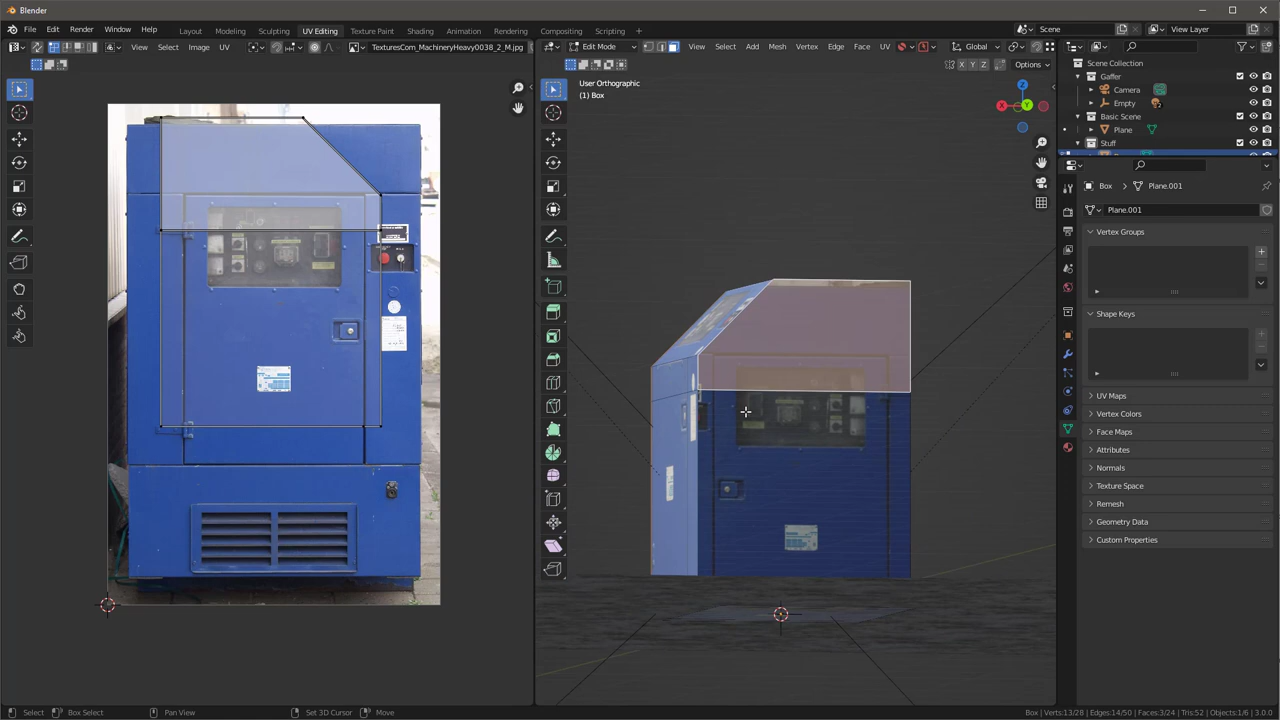 Blender
File Edit Render Window Help Layout Modeling Sculpting UV Editing Texture Paint Shading Animation Rendering Compositing Scripting Scene View Layer
View Select Image UV TexturesCom_MachineryHeavy0038_2_M.jpg Edit Mode View Select Add Mesh Vertex Edge Face UV Global
X Y Z Options
User Orthographic
(1) Box
Z
X Y
Scene Collection
Gaffer
Camera
Empty
Basic Scene
Plane
Stuff
Box Plane.001
Plane.001
Vertex Groups
Shape Keys
UV Maps
Vertex Colors
Face Maps
Attributes
Normals
Texture Space
Remesh
Geometry Data
Custom Properties
Select Box Select Pan View Set 3D Cursor Move Box | Verts:13/28 | Edges:14/50 | Faces:3/24 | Tris:52 | Objects:1/6 | 3.0.0